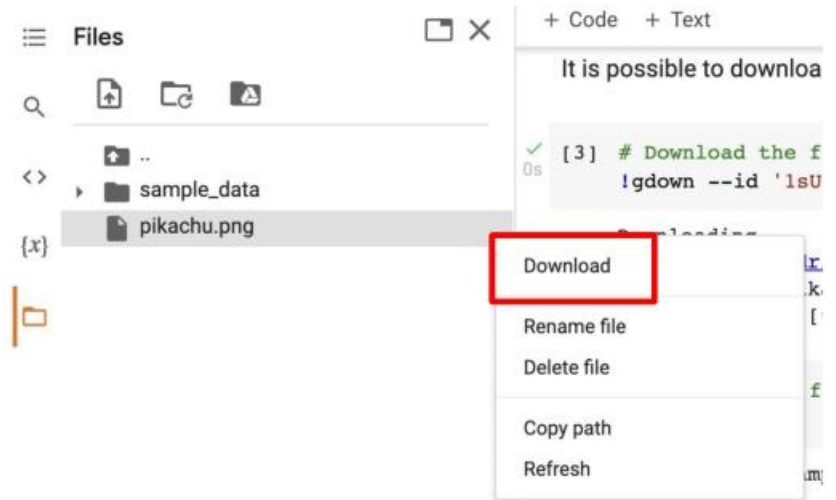 Files
+ Code + Text
It is possible to downloa
..
sample_data
pikachu.png
{x}
[3] # Download the f
0s
!gdown --id '1sU
Downloading
Download
Rename file
Delete file
Copy path
Refresh